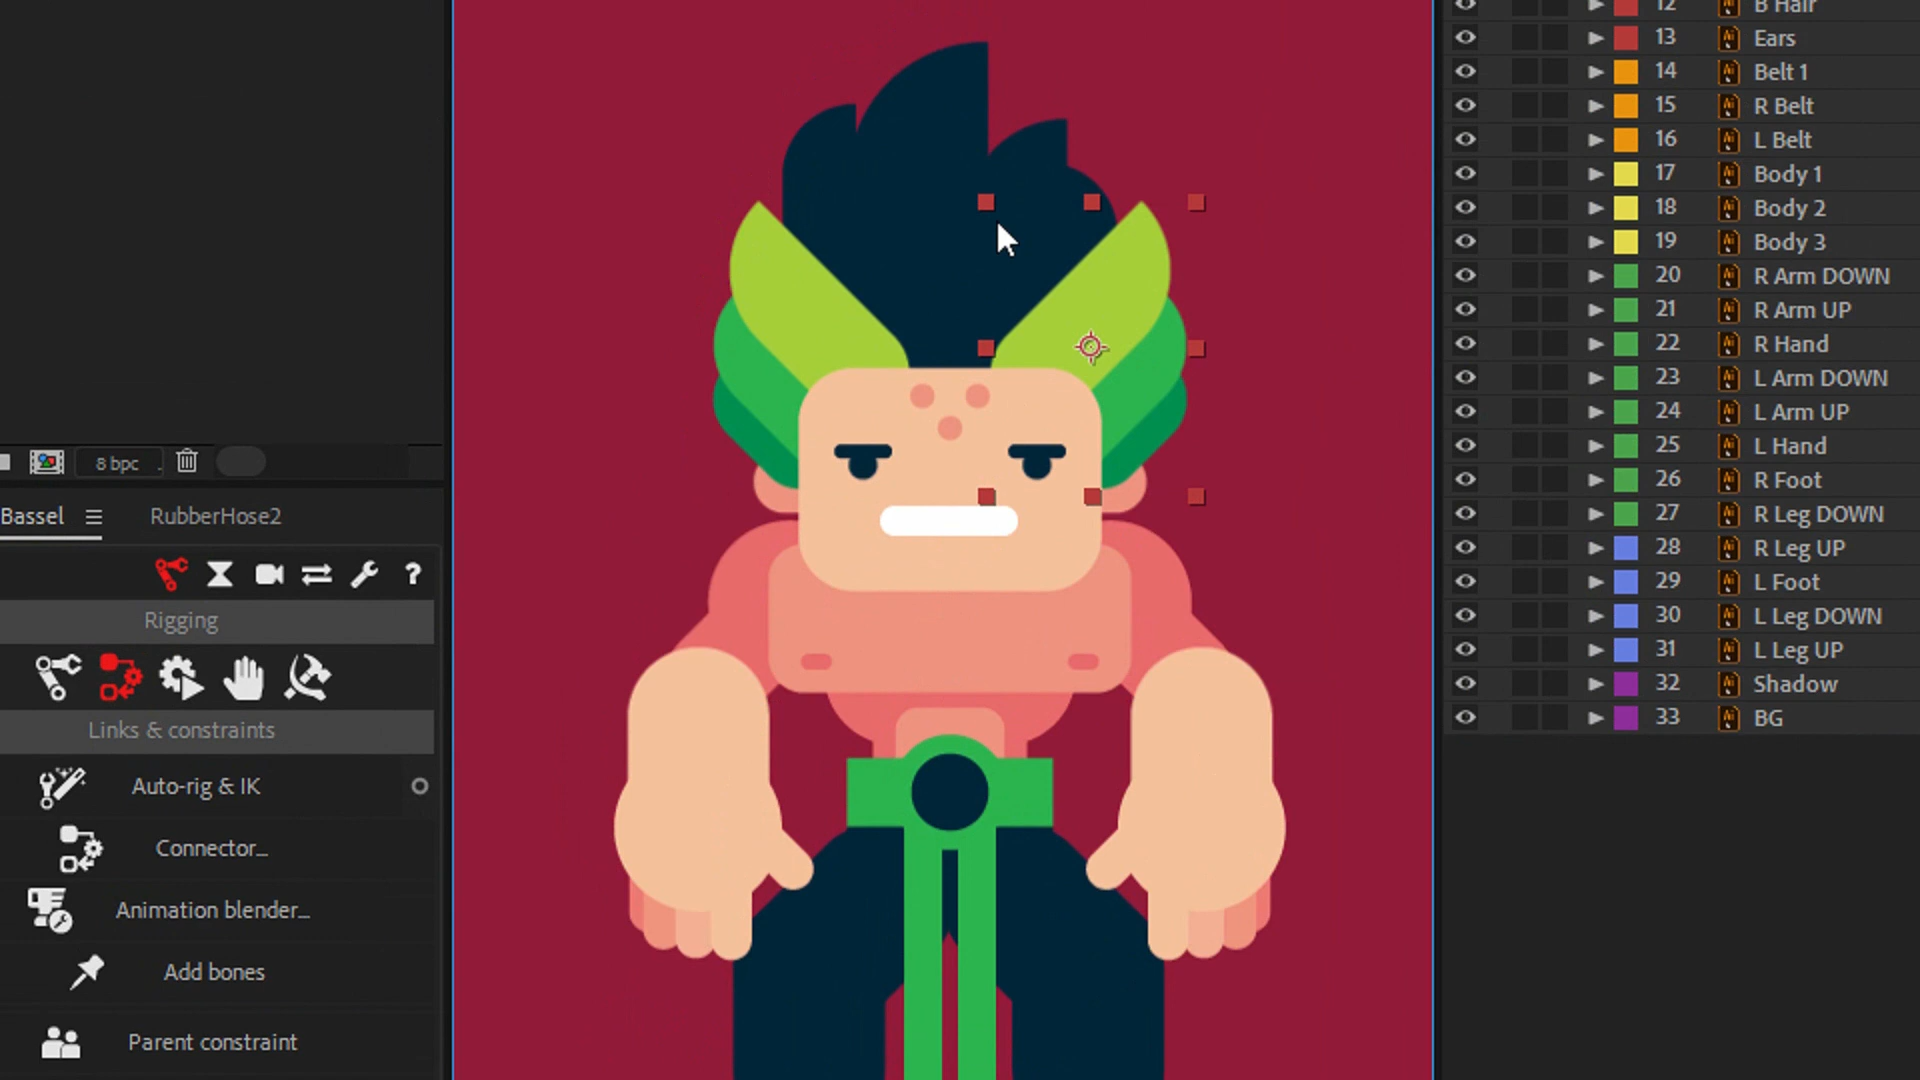 12 B Hair
13 Ears
14 Belt 1
15 R Belt
16 L Belt
17 Body 1
18 Body 2
19 Body 3
20 R Arm DOWN
21 R Arm UP
22 R Hand
23 L Arm DOWN
24 L Arm UP
25 L Hand
26 R Foot
27 R Leg DOWN
28 R Leg UP
29 L Foot
30 L Leg DOWN
31 L Leg UP
32 Shadow
33 BG
8 bpc
Bassel RubberHose2
?
Rigging
Links & constraints
Auto-rig & IK
Connector...
Animation blender...
Add bones
Parent constraint